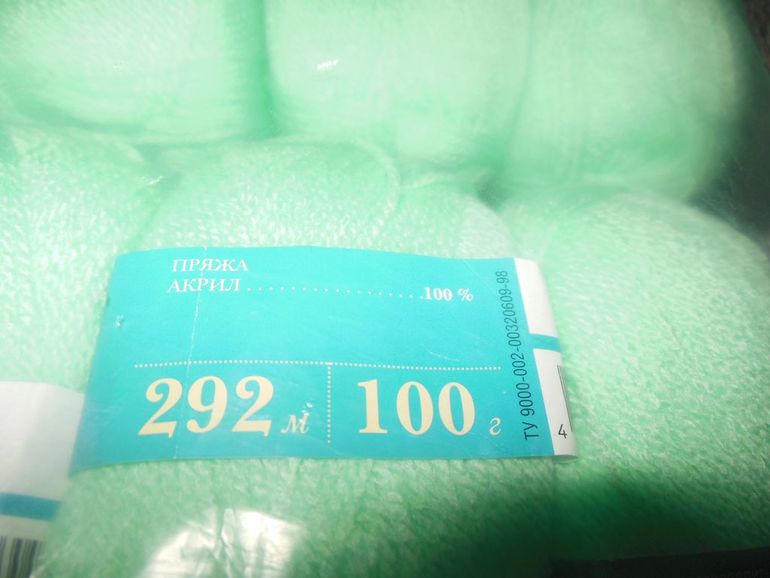 ПРЯЖА
АКРИЛ..................100 %
292 м
100 г
ТУ 9000-002-00320609-98
4